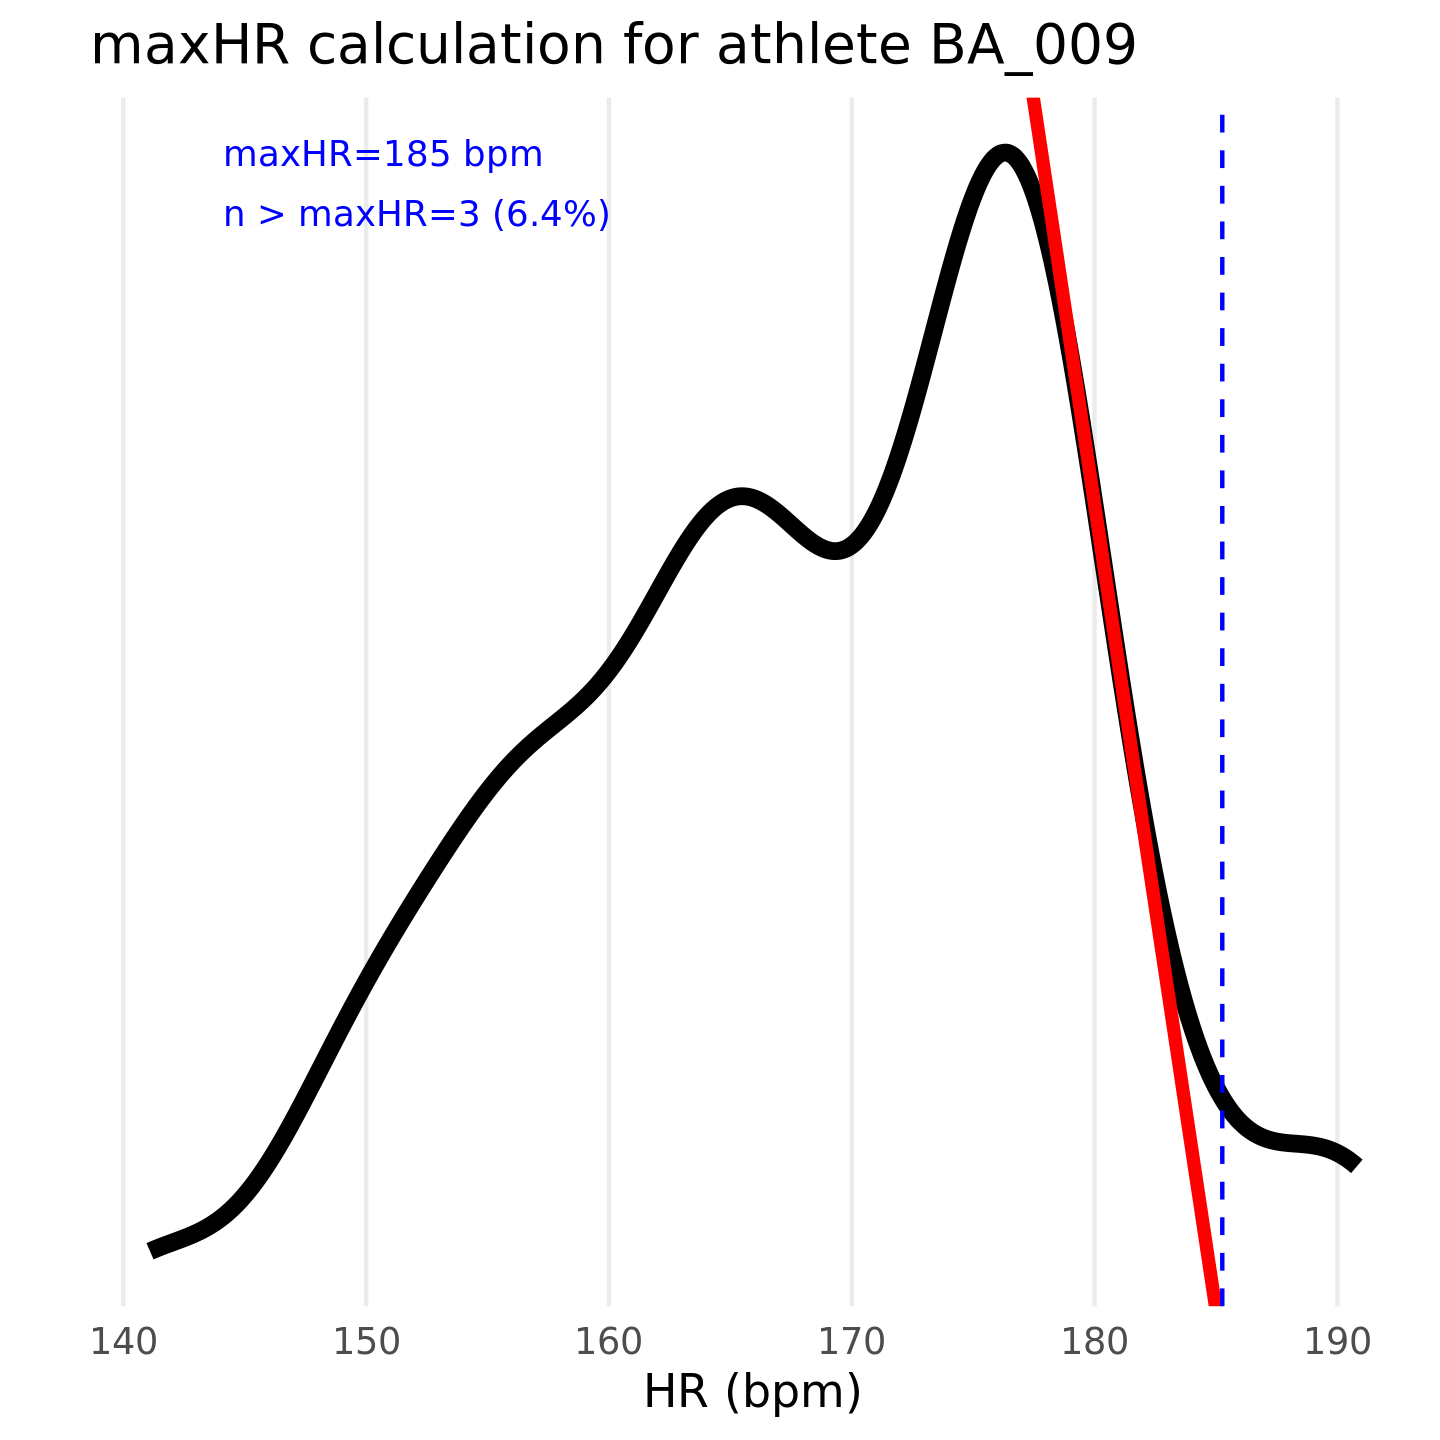 maxHR calculation for athlete BA_009
maxHR=185 bpm
n > maxHR=3 (6.4%)
140 150 160 170 180 190
HR (bpm)